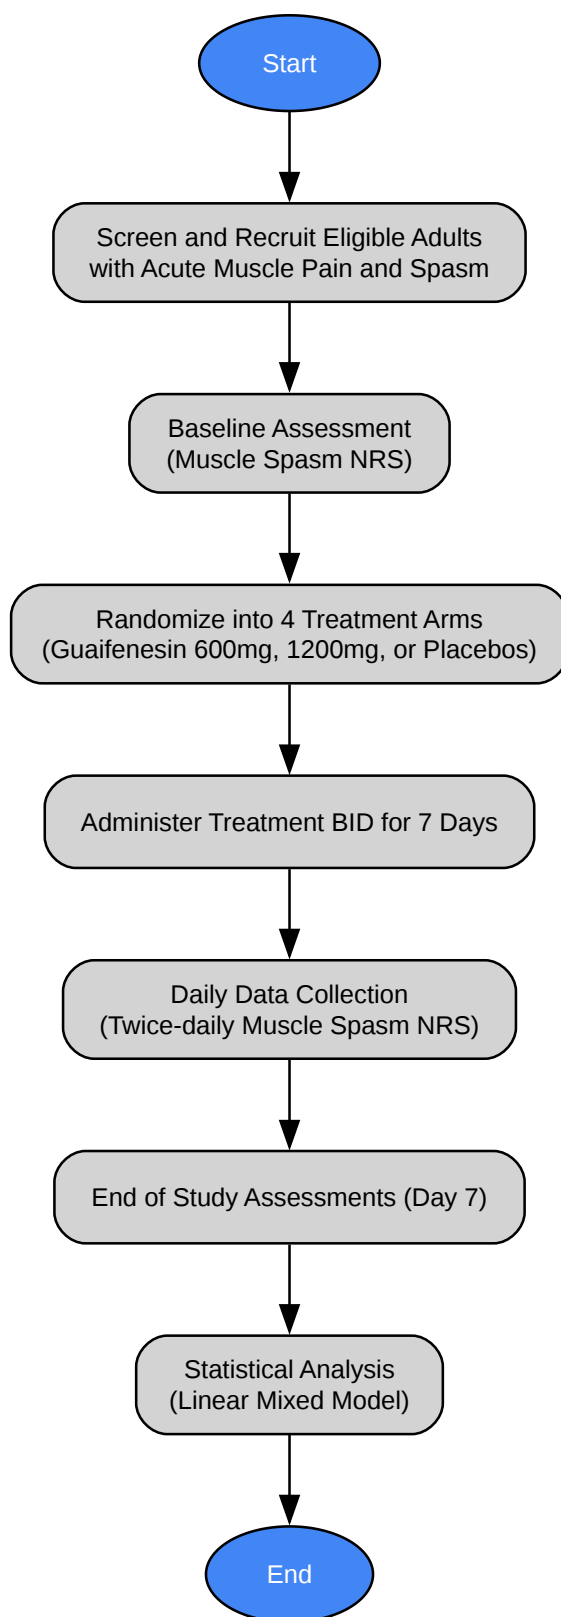 Start
Screen and Recruit Eligible Adults
with Acute Muscle Pain and Spasm
Baseline Assessment
(Muscle Spasm NRS)
Randomize into 4 Treatment Arms
(Guaifenesin 600mg, 1200mg, or Placebos)
Administer Treatment BID for 7 Days
Daily Data Collection
(Twice-daily Muscle Spasm NRS)
End of Study Assessments (Day 7)
Statistical Analysis
(Linear Mixed Model)
End